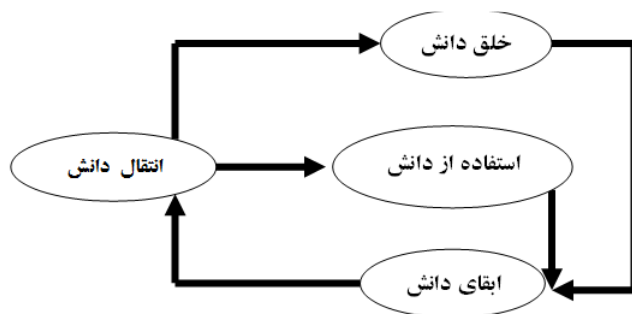 خلق دانش
انتقال دانش
استفاده از دانش
ابقای دانش